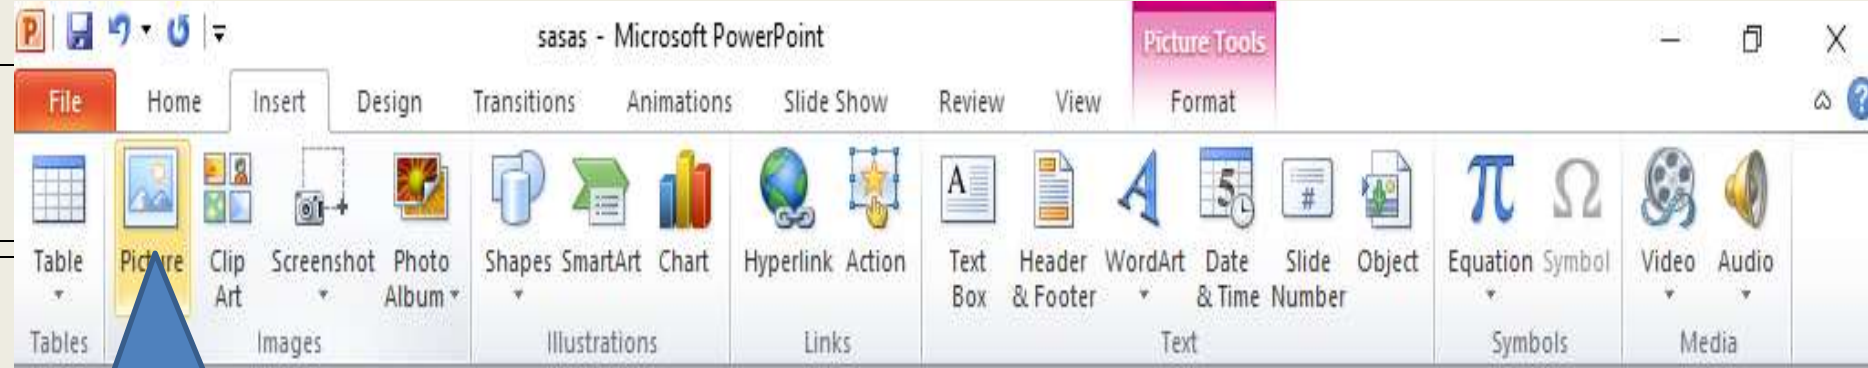 sasas - Microsoft PowerPoint
Picture Tools
File Home Insert Design Transitions Animations Slide Show Review View Format
Table Picture Clip Art Screenshot Photo Album Shapes SmartArt Chart Hyperlink Action Text Box Header & Footer WordArt Date & Time Slide Number Object Equation Symbol Video Audio
Tables Images Illustrations Links Text Symbols Media